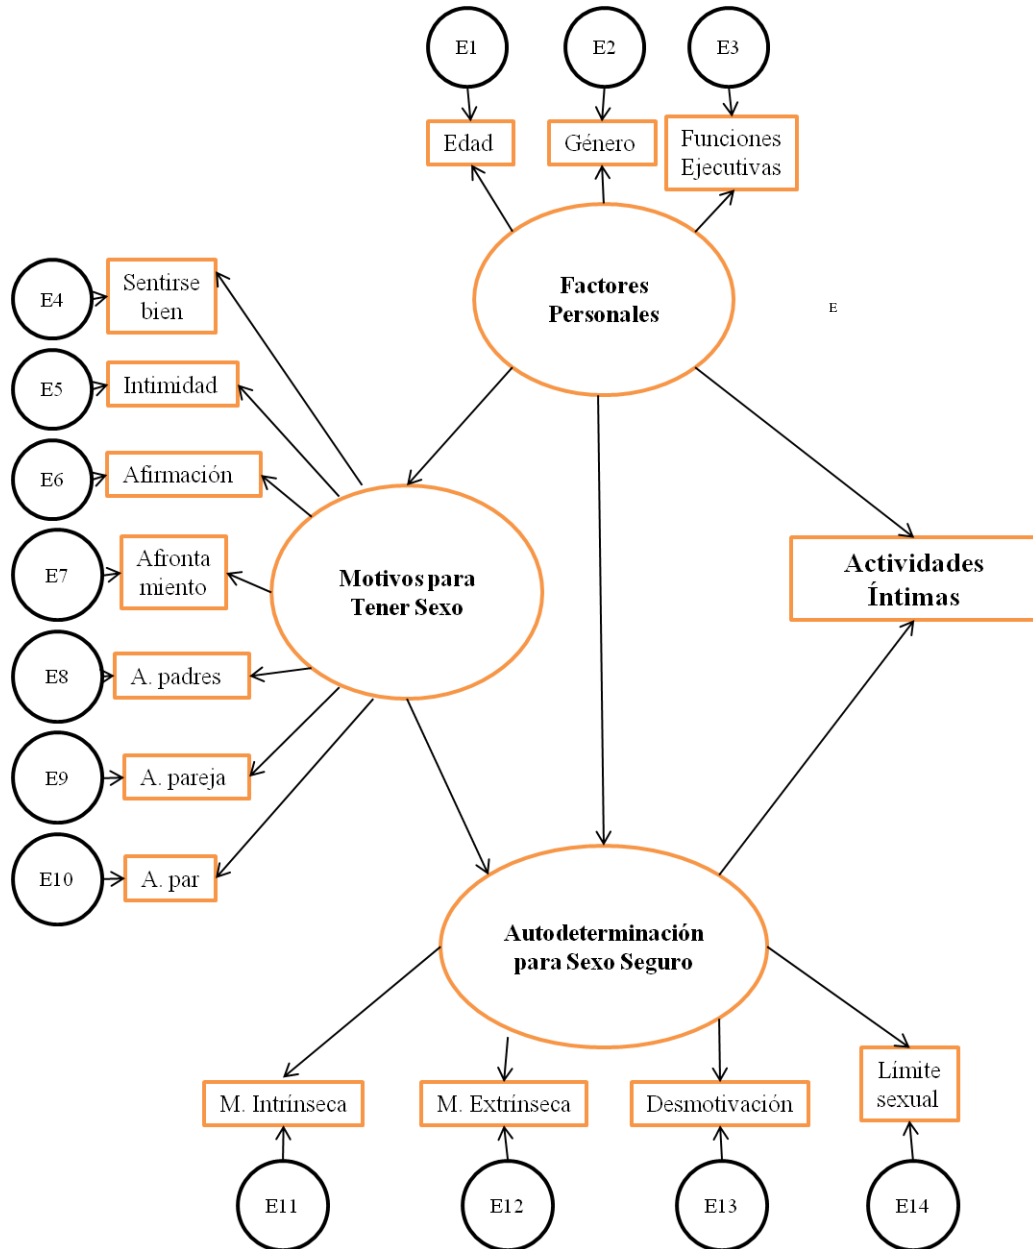 E1
E2
E3
Edad
Género
Funciones
Ejecutivas
Factores
Personales
E
E4
Sentirse
bien
E5
Intimidad
E6
Afirmación
E7
Afronta
miento
Motivos para
Tener Sexo
Actividades
Íntimas
E8
A. padres
E9
A. pareja
E10
A. par
Autodeterminación
para Sexo Seguro
M. Intrínseca
M. Extrínseca
Desmotivación
Límite
sexual
E11
E12
E13
E14